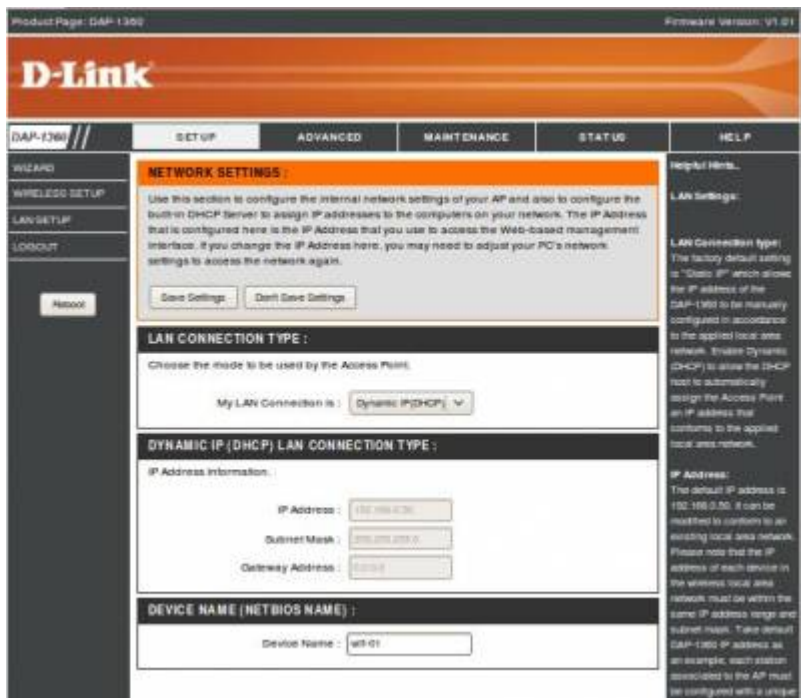 Product Page: DAP-1360
Firmware Version: V1.01
D-Link
DAP-1360
SETUP
ADVANCED
MAINTENANCE
STATUS
HELP
WIZARD
WIRELESS SETUP
LAN SETUP
LOGOUT
Reboot
NETWORK SETTINGS :
Use this section to configure the internal network settings of your AP and also to configure the
built-in DHCP Server to assign IP addresses to the computers on your network. The IP Address
that is configured here is the IP Address that you use to access the Web-based management
interface. If you change the IP Address here, you may need to adjust your PC's network
settings to access the network again.
Save Settings
Don't Save Settings
LAN CONNECTION TYPE :
Choose the mode to be used by the Access Point.
My LAN Connection is :
Dynamic IP(DHCP)
DYNAMIC IP (DHCP) LAN CONNECTION TYPE :
IP Address Information.
IP Address :
192.168.0.50
Subnet Mask :
255.255.255.0
Gateway Address :
0.0.0.0
DEVICE NAME (NETBIOS NAME) :
Device Name :
wifi-01
Helpful Hints..
LAN Settings:
LAN Connection type:
The factory default setting
is "Static IP" which allows
the IP address of the
DAP-1360 to be manually
configured in accordance
to the applied local area
network. Enable Dynamic
(DHCP) to allow the DHCP
host to automatically
assign the Access Point
an IP address that
conforms to the applied
local area network.
IP Address:
The default IP address is
192.168.0.50. It can be
modified to conform to an
existing local area network.
Please note that the IP
address of each device in
the wireless local area
network must be within the
same IP address range and
subnet mask. Take default
DAP-1360 IP address as
an example, each station
associated to the AP must
be configured with a unique